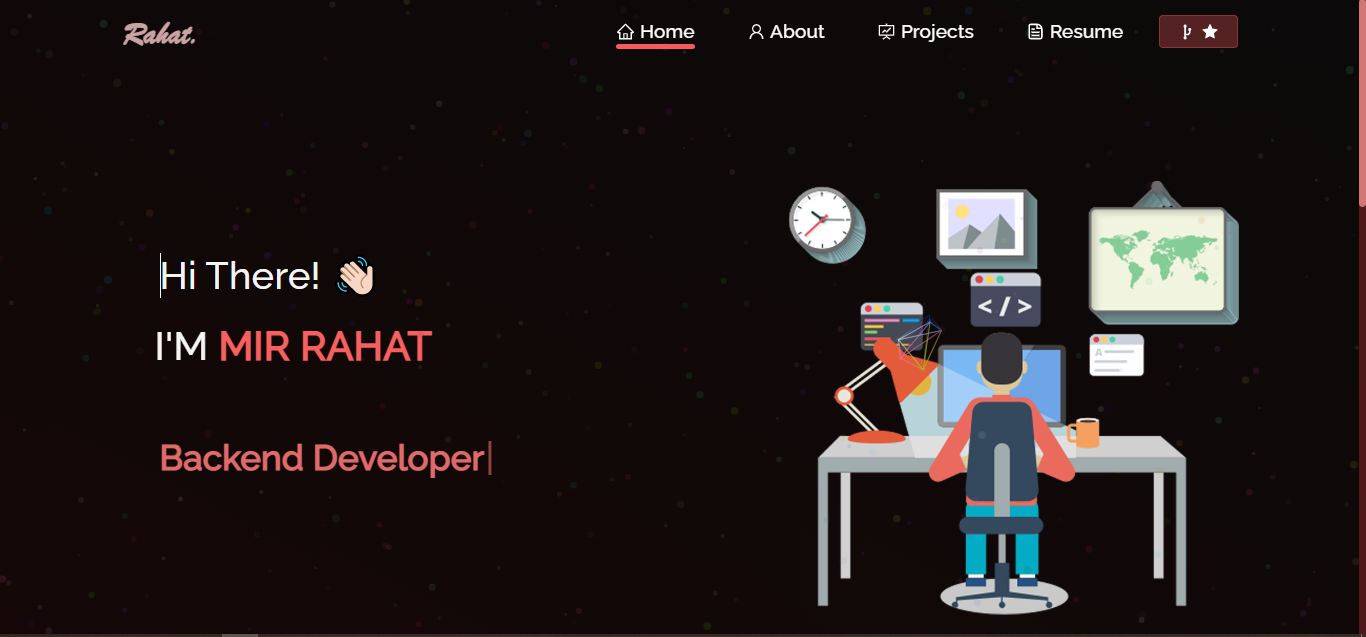 Rahat.
Home About Projects Resume
Hi There! 👋🏻
I'M MIR RAHAT
Backend Developer
</> 
A